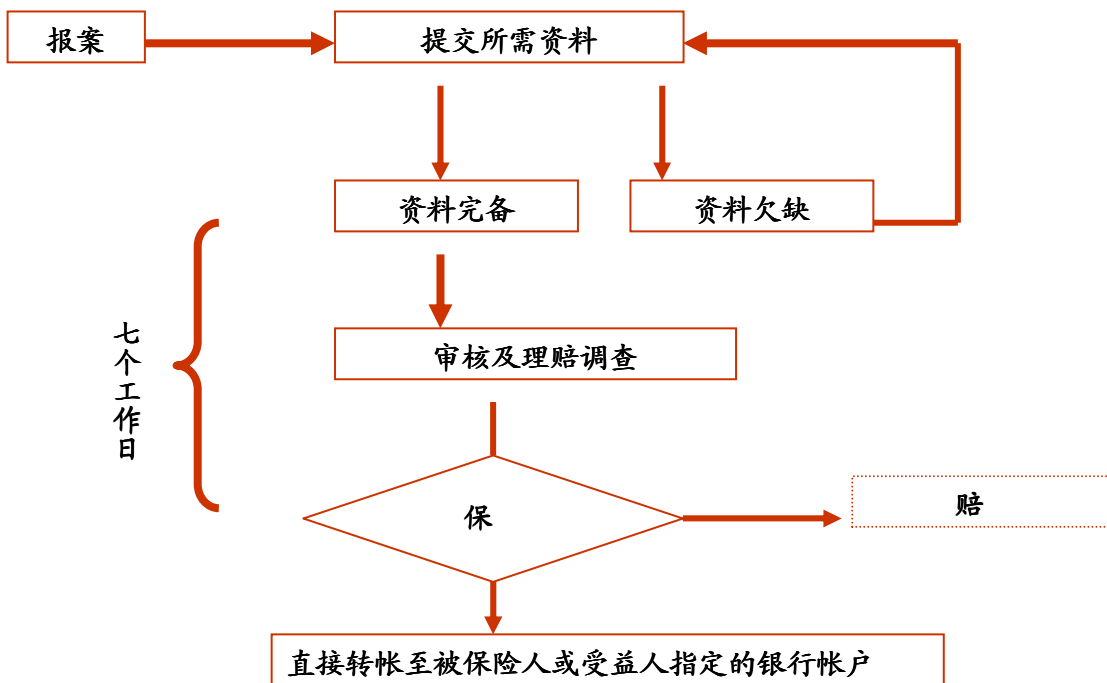 报案
提交所需资料
资料完备
资料欠缺
七个工作日
审核及理赔调查
保
赔
直接转帐至被保险人或受益人指定的银行帐户